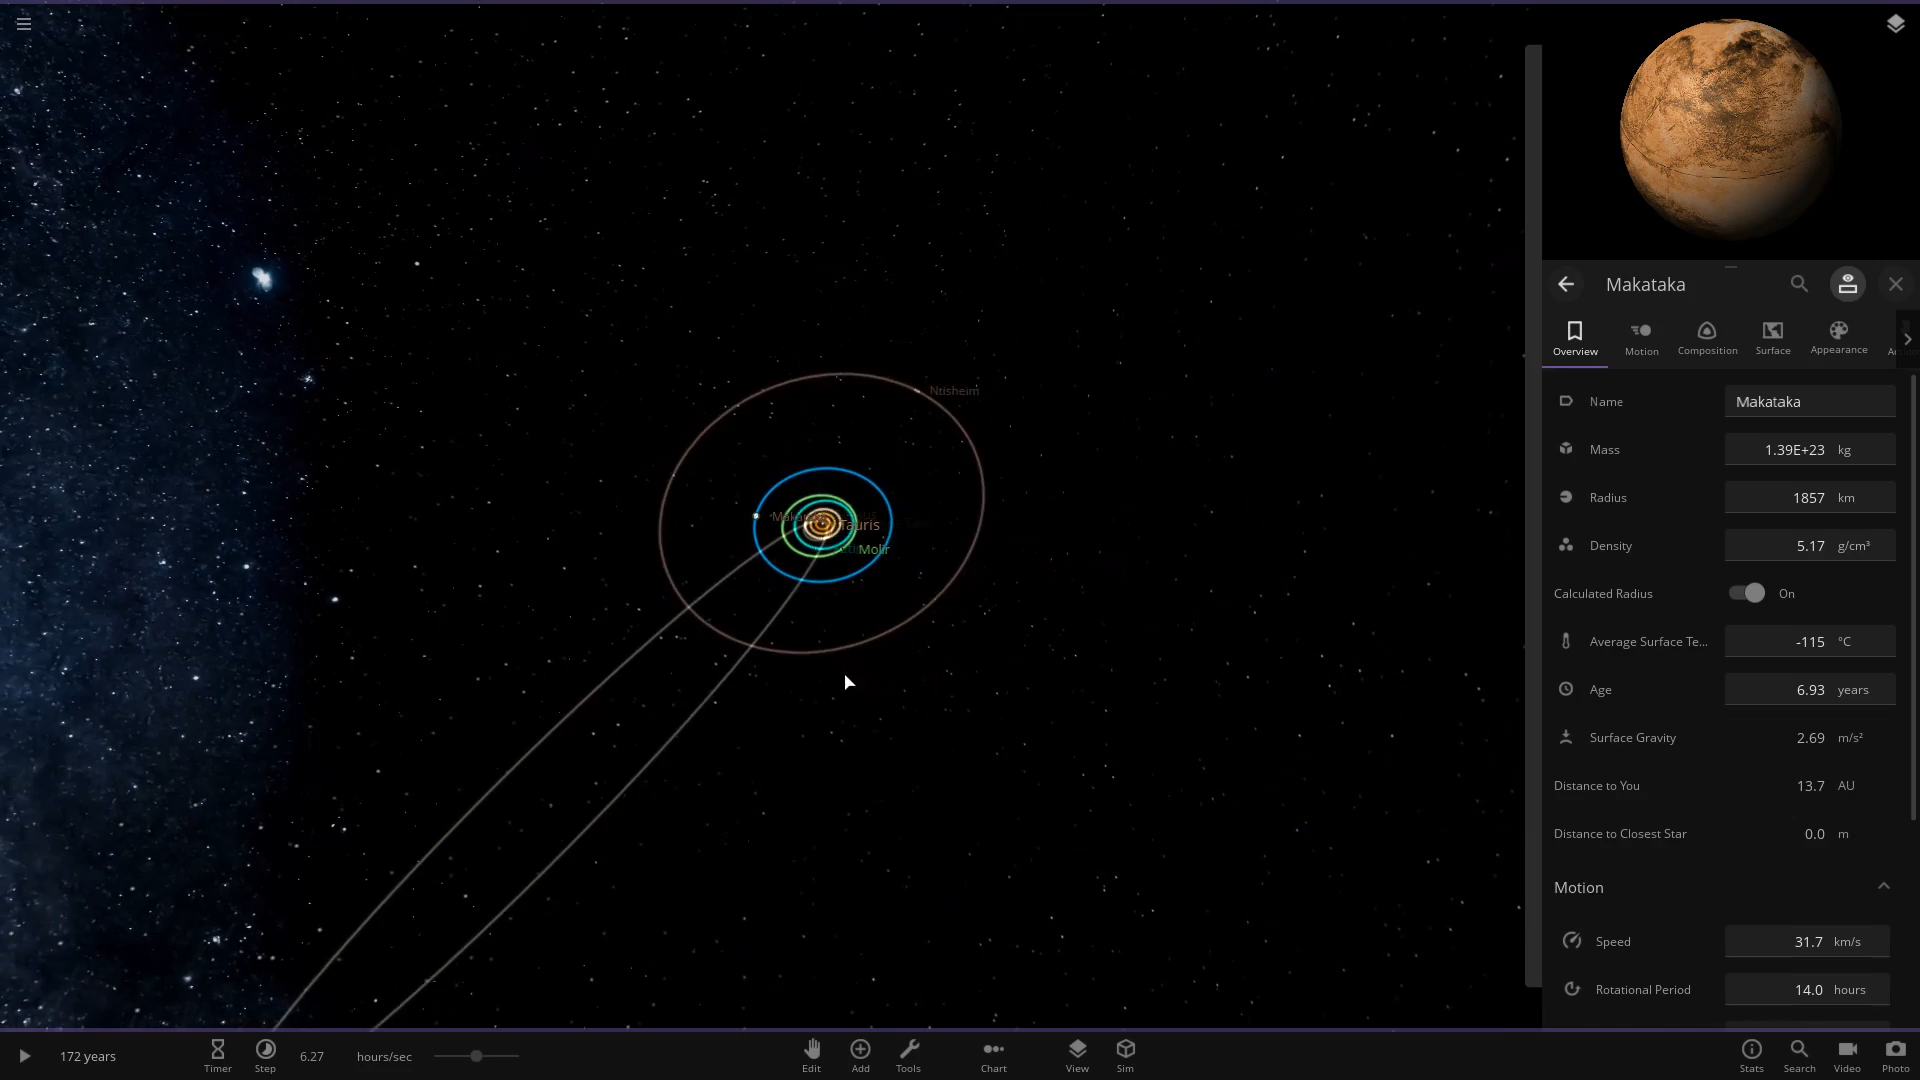 Makataka
Overview
Motion
Composition
Surface
Appearance
Name
Makataka
Mass
1.39E+23 kg
Radius
1857 km
Density
5.17 g/cm³
Calculated Radius
On
Average Surface Te...
-115 °C
Age
6.93 years
Surface Gravity
2.69 m/s²
Distance to You
13.7 AU
Distance to Closest Star
0.0 m
Motion
Speed
31.7 km/s
Rotational Period
14.0 hours
Ntisheim
Tauris
Molir
172 years
Timer
Step
6.27 hours/sec
Edit
Add
Tools
Chart
View
Sim
Stats
Search
Video
Photo